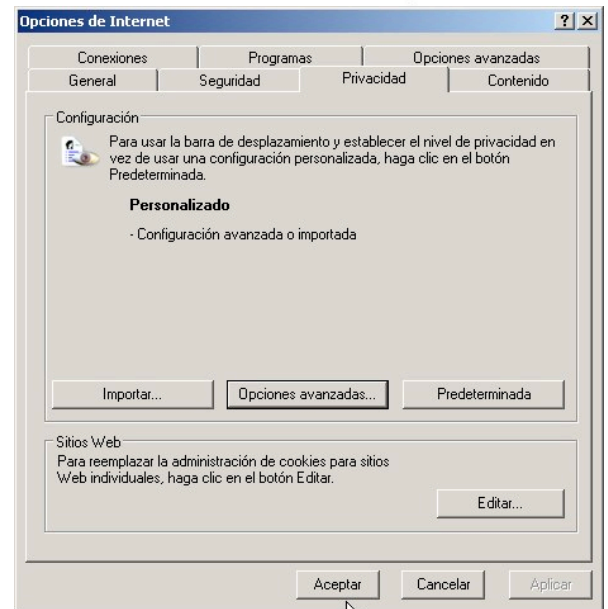 Opciones de Internet
Conexiones Programas Opciones avanzadas
General Seguridad Privacidad Contenido
Configuración
Para usar la barra de desplazamiento y establecer el nivel de privacidad en
vez de usar una configuración personalizada, haga clic en el botón
Predeterminada.
Personalizado
- Configuración avanzada o importada
Importar... Opciones avanzadas... Predeterminada
Sitios Web
Para reemplazar la administración de cookies para sitios
Web individuales, haga clic en el botón Editar.
Editar...
Aceptar Cancelar Aplicar